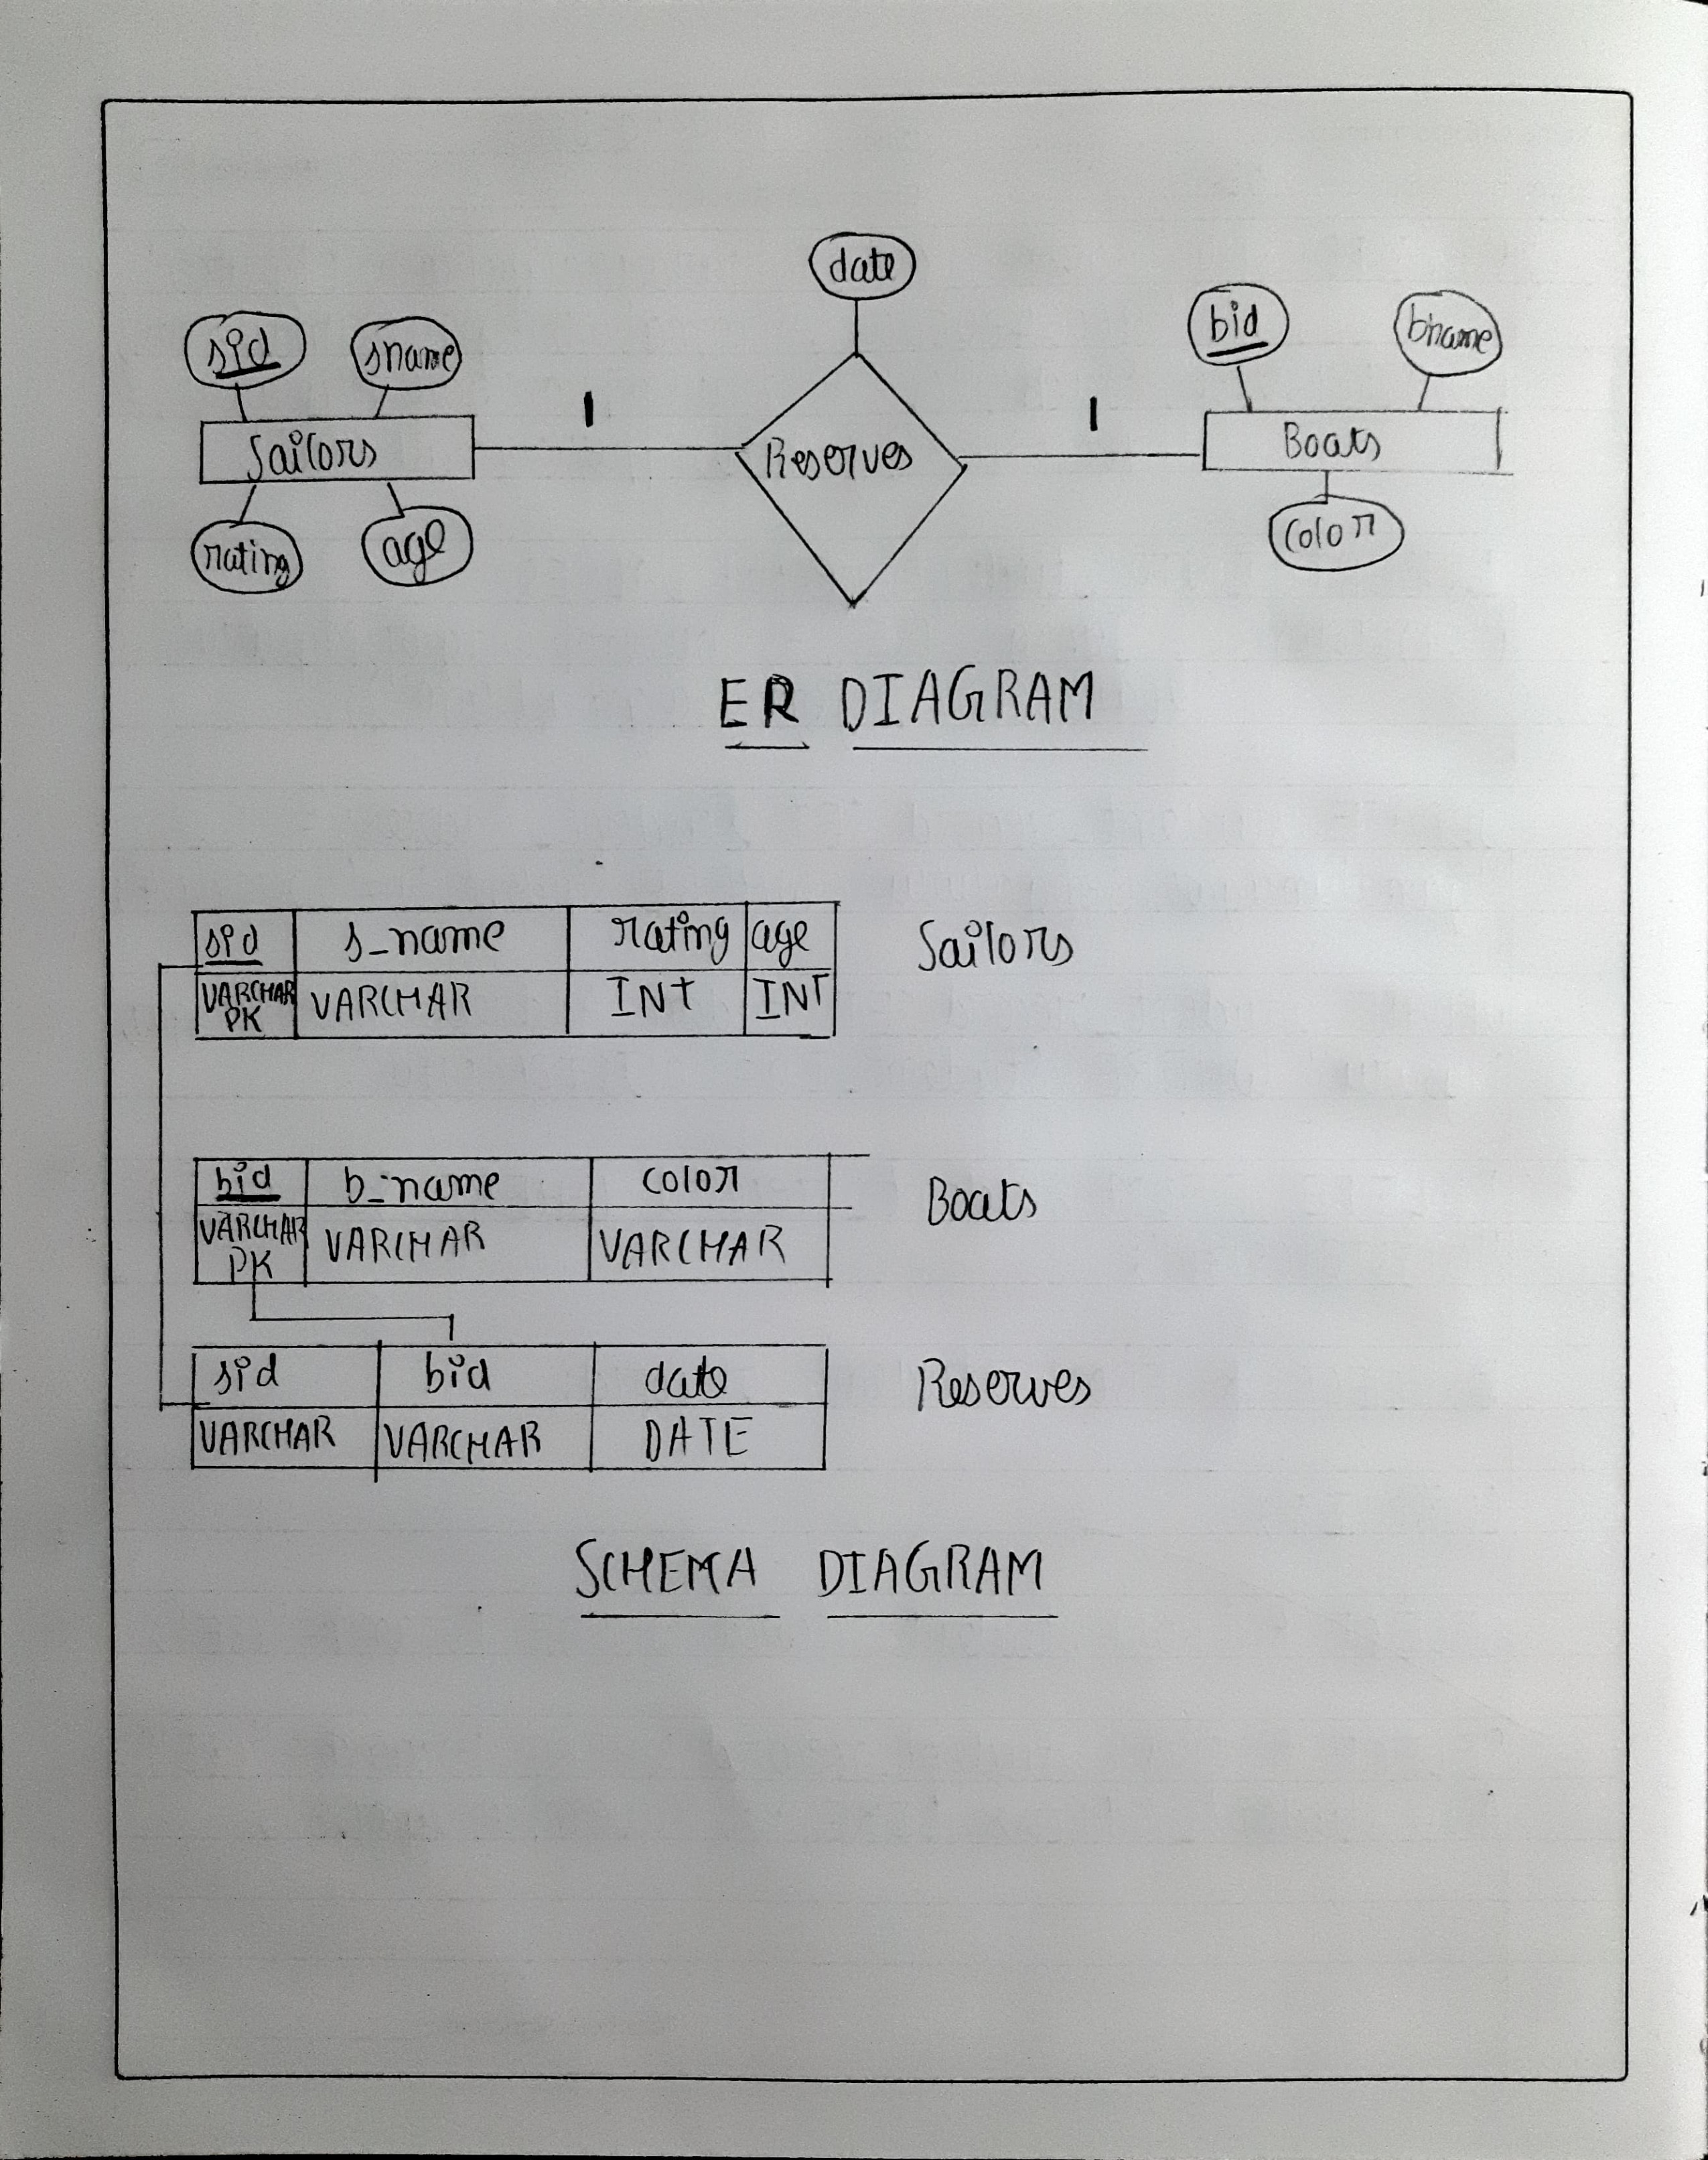 date
sid sname bid bname
1 1
Sailors Reserves Boats
rating age color
ER DIAGRAM
sid s_name rating age Sailors
VARCHAR PK VARCHAR INT INT
bid b_name color Boats
VARCHAR PK VARCHAR VARCHAR
sid bid date Reserves
VARCHAR VARCHAR DATE
SCHEMA DIAGRAM